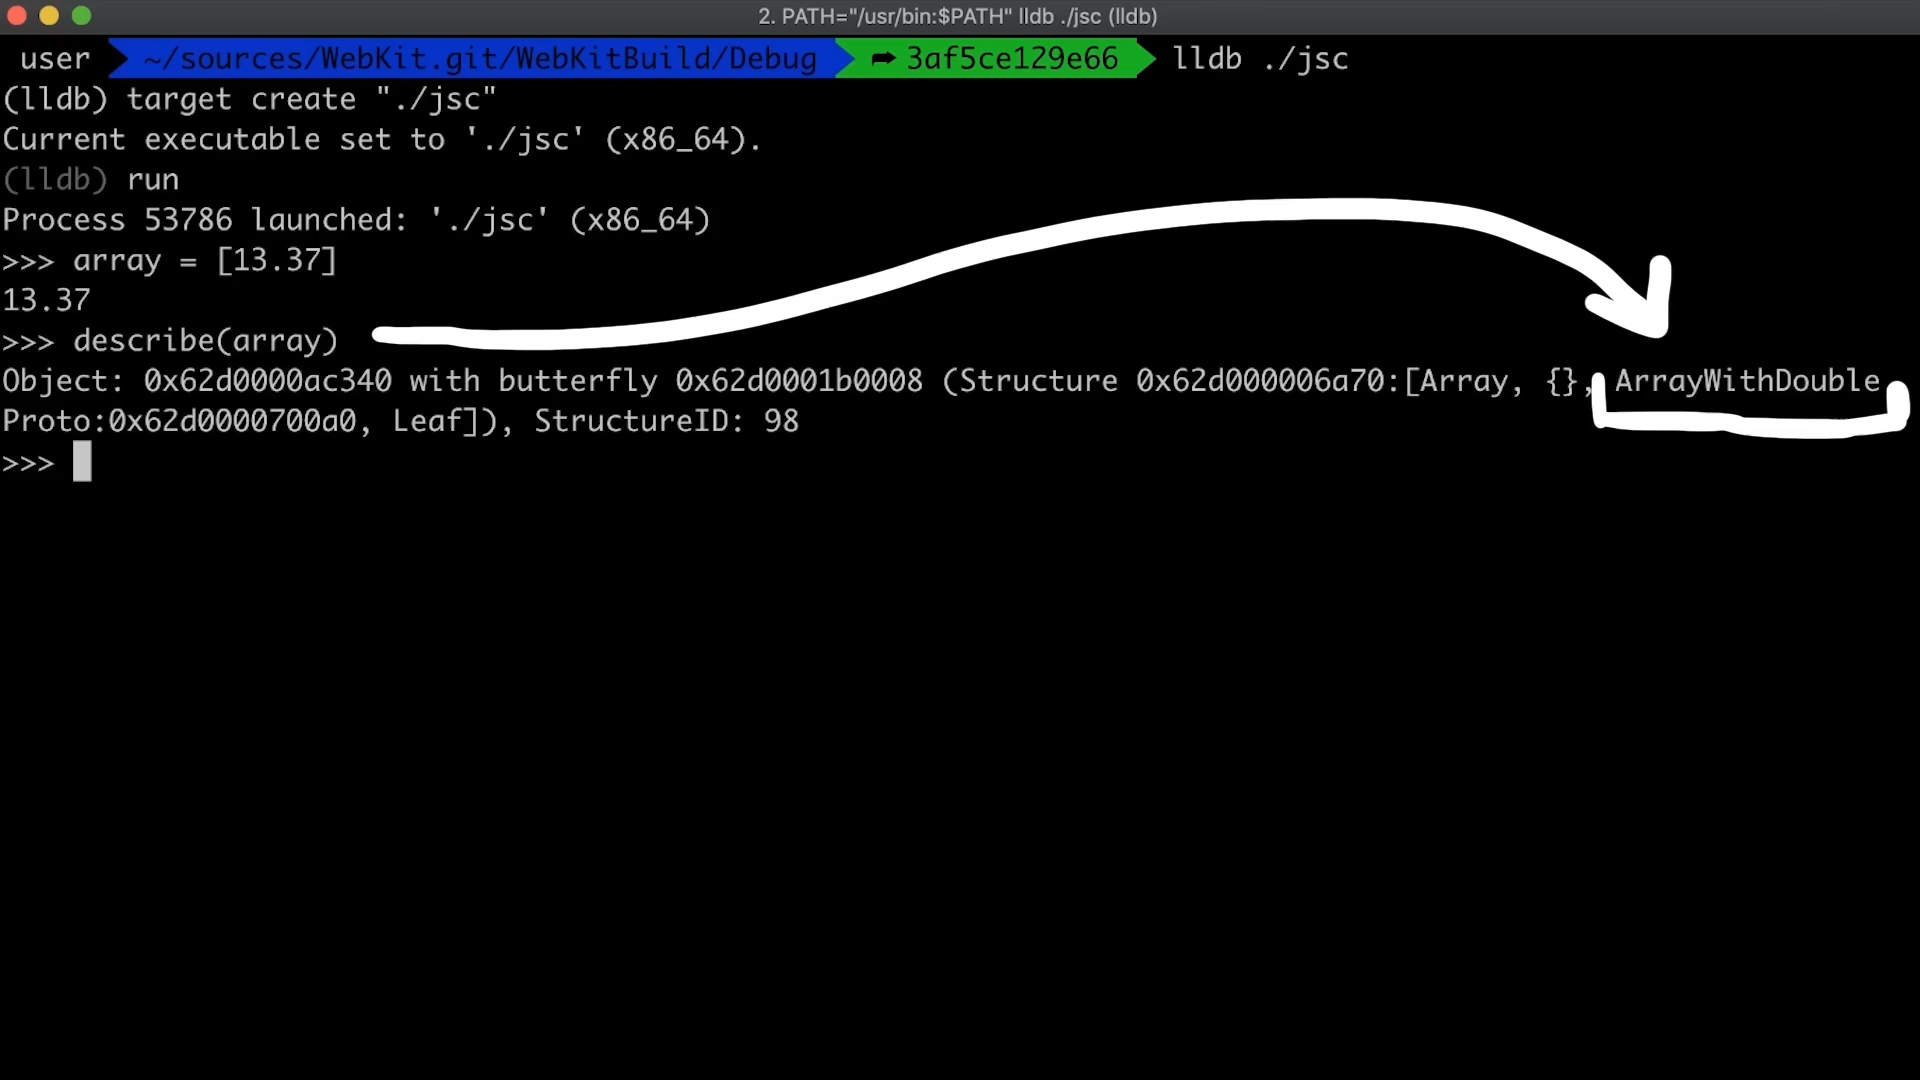 2. PATH="/usr/bin:$PATH" lldb ./jsc (lldb)
user ~/sources/WebKit.git/WebKitBuild/Debug ➦ 3af5ce129e66 lldb ./jsc
(lldb) target create "./jsc"
Current executable set to './jsc' (x86_64).
(lldb) run
Process 53786 launched: './jsc' (x86_64)
>>> array = [13.37]
13.37
>>> describe(array)
Object: 0x62d0000ac340 with butterfly 0x62d0001b0008 (Structure 0x62d000006a70:[Array, {}, ArrayWithDouble
Proto:0x62d0000700a0, Leaf]), StructureID: 98
>>>